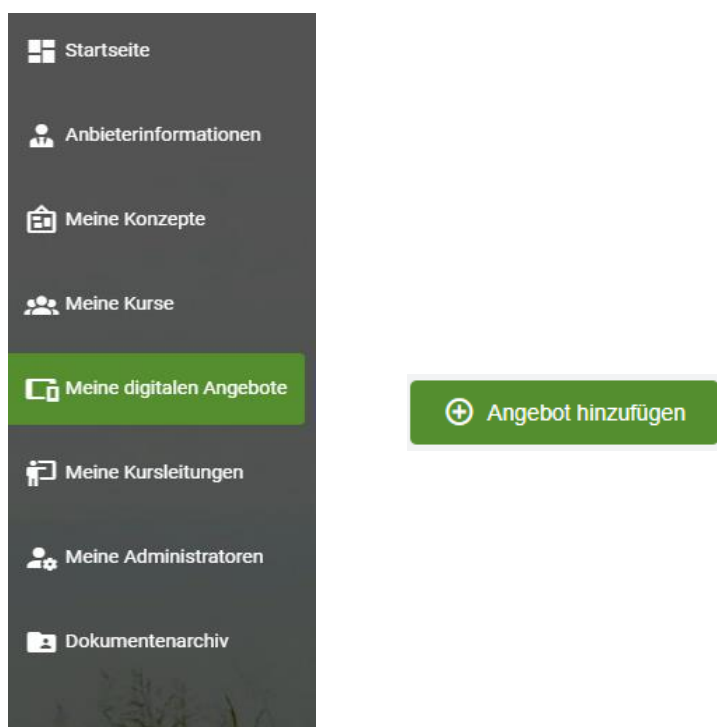 Startseite
Anbieterinformationen
Meine Konzepte
Meine Kurse
Meine digitalen Angebote
Angebot hinzufügen
Meine Kursleitungen
Meine Administratoren
Dokumentenarchiv